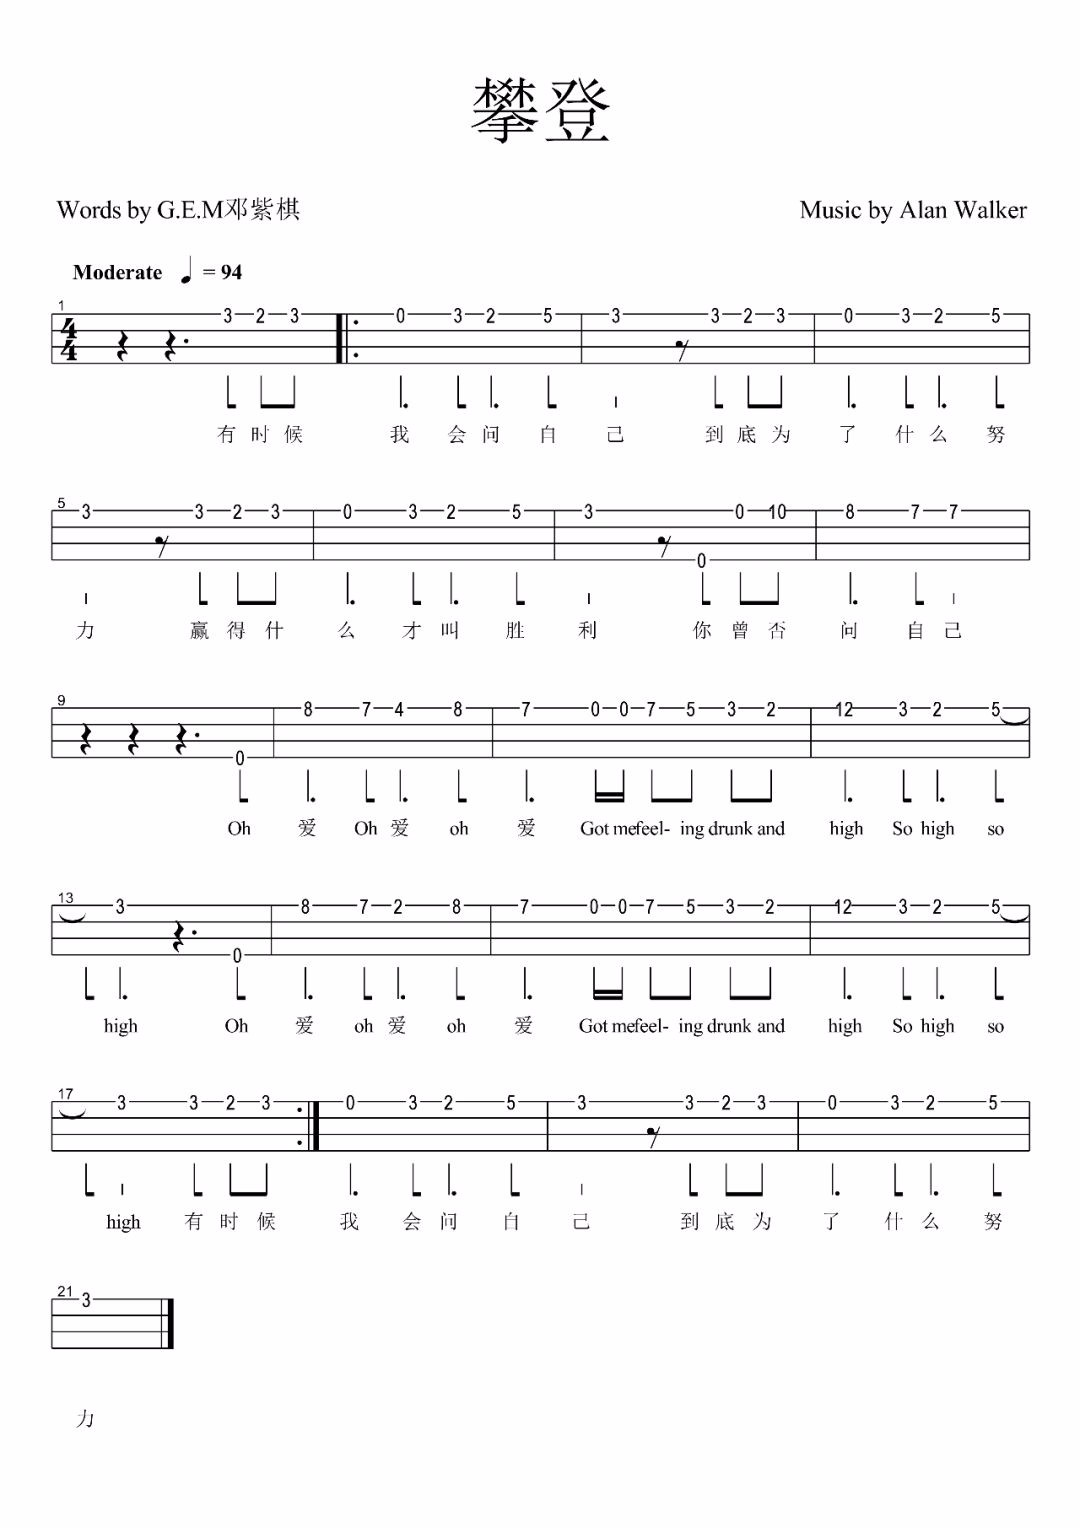 攀登
Words by G.E.M邓紫棋 Music by Alan Walker
Moderate ♩ = 94
1
4
4
3 2 3 0 3 2 5 3 3 2 3 0 3 2 5
有时候 我 会问 自 己 到底为 了 什么 努
5
3 3 2 3 0 3 2 5 3 0 0 10 8 7 7
力 赢得什 么 才叫 胜 利 你曾否 问 自己
9
0 8 7 4 8 7 0 0 7 5 3 2 12 3 2 5
Oh 爱 Oh 爱 oh 爱 Got me feel- ing drunk and high So high so
13
3 0 8 7 2 8 7 0 0 7 5 3 2 12 3 2 5
high Oh 爱 oh 爱 oh 爱 Got me feel- ing drunk and high So high so
17
3 3 2 3 0 3 2 5 3 3 2 3 0 3 2 5
high 有时候 我 会问 自 己 到底为 了 什么 努
21
3
力